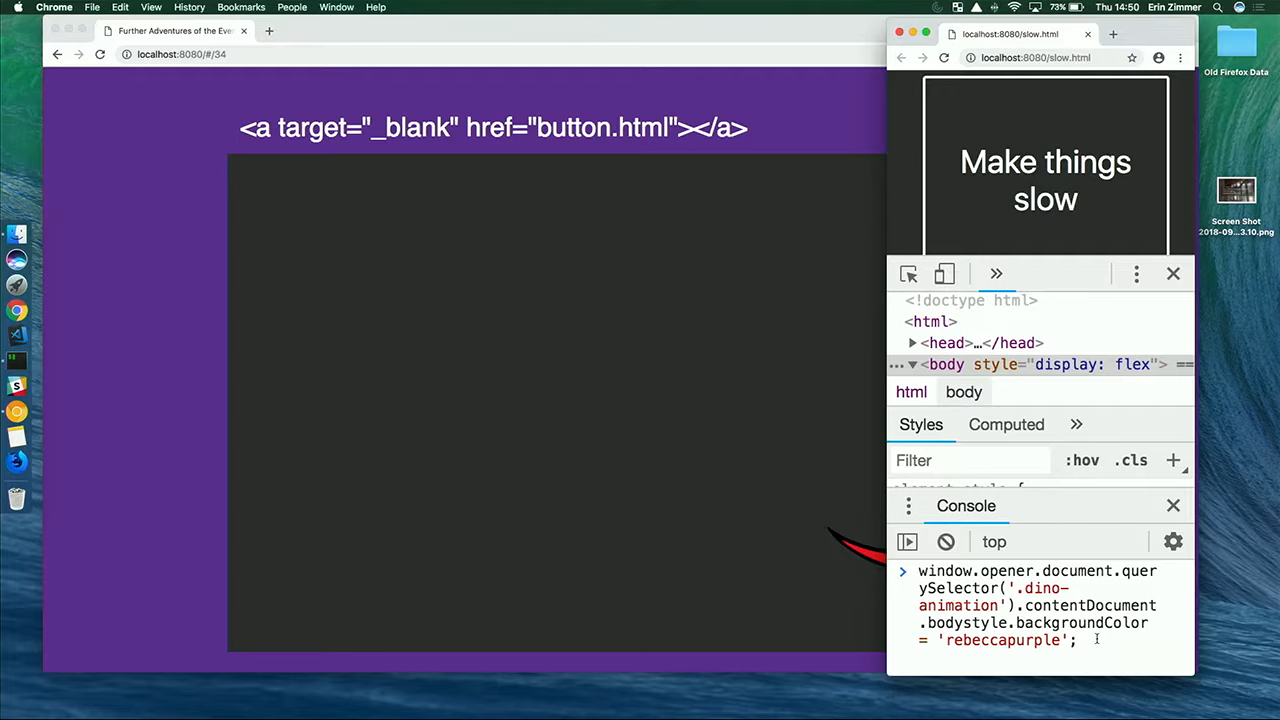 Chrome File Edit View History Bookmarks People Window Help 73% Thu 14:50 Erin Zimmer
Further Adventures of the Even
localhost:8080/#/34
localhost:8080/slow.html
localhost:8080/slow.html
<a target="_blank" href="button.html"></a>
Make things
slow
<!doctype html>
<html>
<head>…</head>
… <body style="display: flex"> ==
html body
Styles Computed
Filter :hov .cls
element.style {
Console
top
window.opener.document.quer
ySelector('.dino-
animation').contentDocument
.bodystyle.backgroundColor
= 'rebeccapurple';
Old Firefox Data
Screen Shot
2018-09...3.10.png